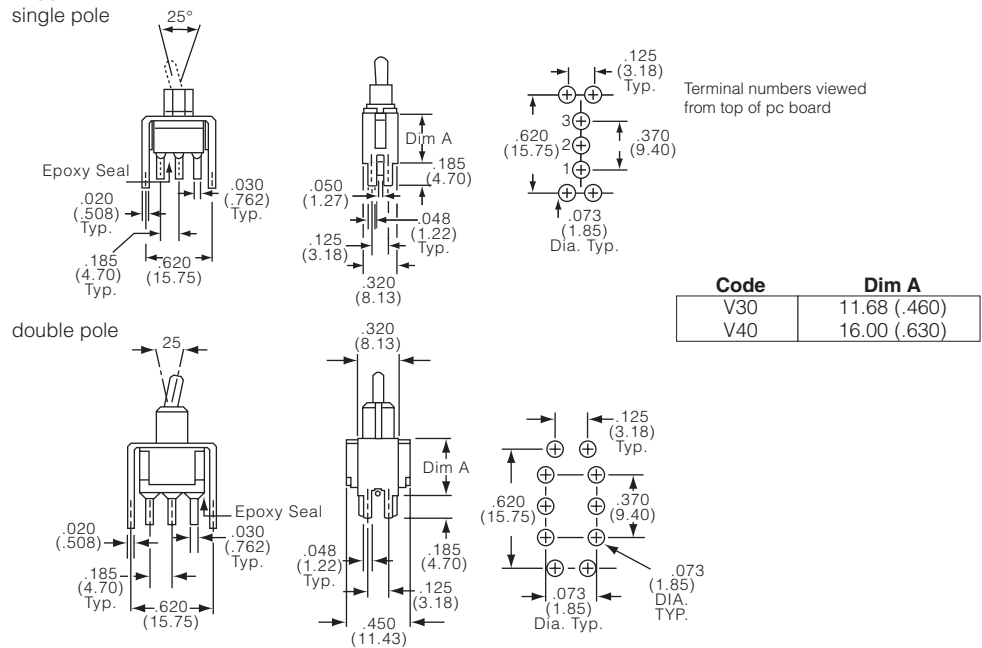 single pole
25°
Epoxy Seal
.020
(.508)
Typ.
.030
(.762)
Typ.
.185
(4.70)
Typ.
.620
(15.75)
Dim A
.185
(4.70)
.050
(1.27)
.048
(1.22)
Typ.
.125
(3.18)
.320
(8.13)
.125
(3.18)
Typ.
Terminal numbers viewed
from top of pc board
3
2
1
.620
(15.75)
.370
(9.40)
.073
(1.85)
Dia. Typ.
Code Dim A
V30 11.68 (.460)
V40 16.00 (.630)
double pole
25
Epoxy Seal
.020
(.508)
.030
(.762)
Typ.
.185
(4.70)
Typ.
.620
(15.75)
.320
(8.13)
Dim A
.048
(1.22)
Typ.
.185
(4.70)
.125
(3.18)
.450
(11.43)
.125
(3.18)
Typ.
.620
(15.75)
.370
(9.40)
.073
(1.85)
Dia. Typ.
.073
(1.85)
DIA.
TYP.